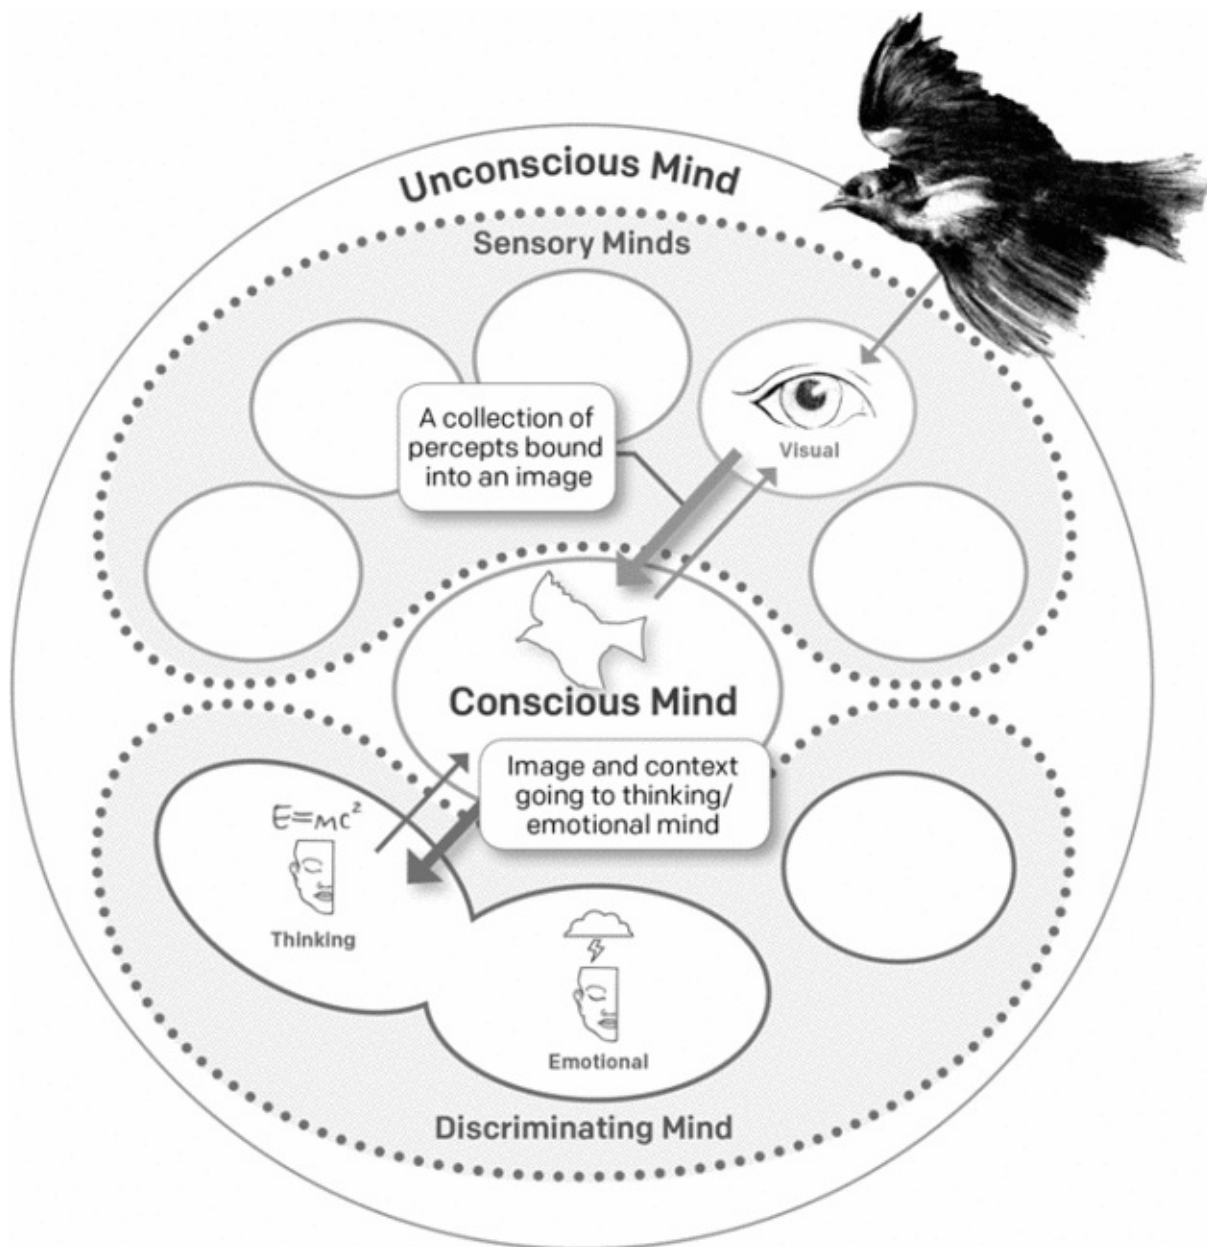 Unconscious Mind
Sensory Minds
A collection of
percepts bound
into an image
Visual
Conscious Mind
Image and context
going to thinking/
emotional mind
E=mc²
Thinking
Emotional
Discriminating Mind